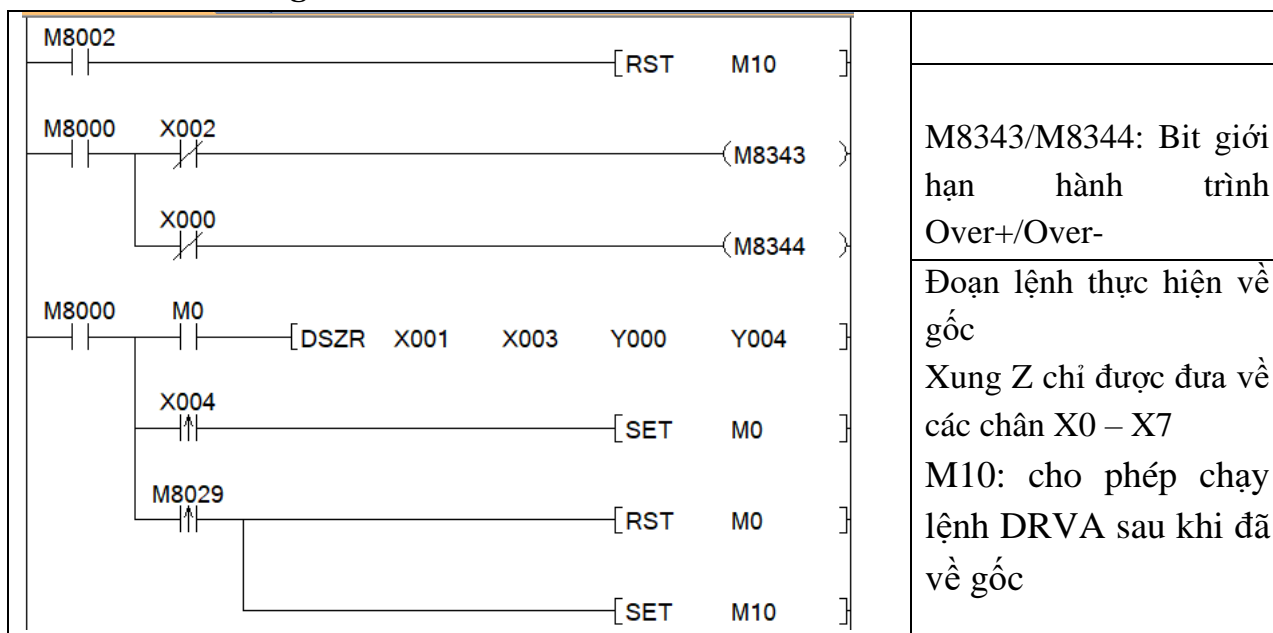 M8002
RST M10
M8000 X002
M8343
X000
M8344
M8000 M0
DSZR X001 X003 Y000 Y004
X004
SET M0
M8029
RST M0
SET M10
M8343/M8344: Bit giới
hạn hành trình
Over+/Over-
Đoạn lệnh thực hiện về
gốc
Xung Z chỉ được đưa về
các chân X0 – X7
M10: cho phép chạy
lệnh DRVA sau khi đã
về gốc